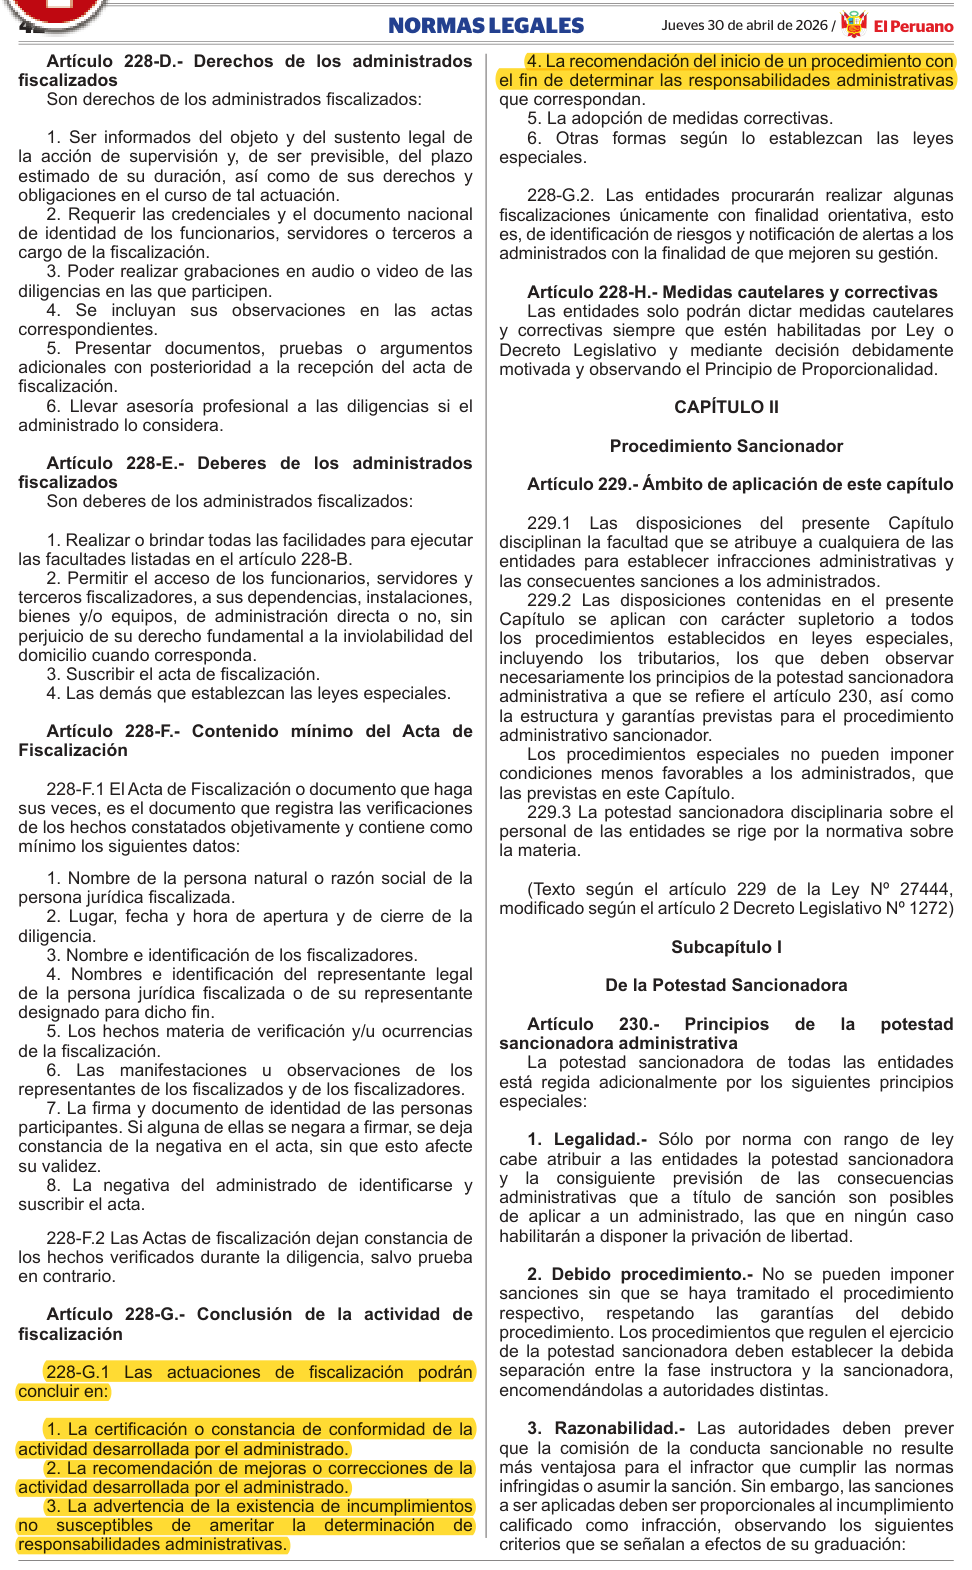 42
NORMAS LEGALES
Jueves 30 de abril de 2026 /
El Peruano
Artículo 228-D.- Derechos de los administrados
fiscalizados
Son derechos de los administrados fiscalizados:
1. Ser informados del objeto y del sustento legal de
la acción de supervisión y, de ser previsible, del plazo
estimado de su duración, así como de sus derechos y
obligaciones en el curso de tal actuación.
2. Requerir las credenciales y el documento nacional
de identidad de los funcionarios, servidores o terceros a
cargo de la fiscalización.
3. Poder realizar grabaciones en audio o video de las
diligencias en las que participen.
4. Se incluyan sus observaciones en las actas
correspondientes.
5. Presentar documentos, pruebas o argumentos
adicionales con posterioridad a la recepción del acta de
fiscalización.
6. Llevar asesoría profesional a las diligencias si el
administrado lo considera.
Artículo 228-E.- Deberes de los administrados
fiscalizados
Son deberes de los administrados fiscalizados:
1. Realizar o brindar todas las facilidades para ejecutar
las facultades listadas en el artículo 228-B.
2. Permitir el acceso de los funcionarios, servidores y
terceros fiscalizadores, a sus dependencias, instalaciones,
bienes y/o equipos, de administración directa o no, sin
perjuicio de su derecho fundamental a la inviolabilidad del
domicilio cuando corresponda.
3. Suscribir el acta de fiscalización.
4. Las demás que establezcan las leyes especiales.
Artículo 228-F.- Contenido mínimo del Acta de
Fiscalización
228-F.1 El Acta de Fiscalización o documento que haga
sus veces, es el documento que registra las verificaciones
de los hechos constatados objetivamente y contiene como
mínimo los siguientes datos:
1. Nombre de la persona natural o razón social de la
persona jurídica fiscalizada.
2. Lugar, fecha y hora de apertura y de cierre de la
diligencia.
3. Nombre e identificación de los fiscalizadores.
4. Nombres e identificación del representante legal
de la persona jurídica fiscalizada o de su representante
designado para dicho fin.
5. Los hechos materia de verificación y/u ocurrencias
de la fiscalización.
6. Las manifestaciones u observaciones de los
representantes de los fiscalizados y de los fiscalizadores.
7. La firma y documento de identidad de las personas
participantes. Si alguna de ellas se negara a firmar, se deja
constancia de la negativa en el acta, sin que esto afecte
su validez.
8. La negativa del administrado de identificarse y
suscribir el acta.
228-F.2 Las Actas de fiscalización dejan constancia de
los hechos verificados durante la diligencia, salvo prueba
en contrario.
Artículo 228-G.- Conclusión de la actividad de
fiscalización
228-G.1 Las actuaciones de fiscalización podrán
concluir en:
1. La certificación o constancia de conformidad de la
actividad desarrollada por el administrado.
2. La recomendación de mejoras o correcciones de la
actividad desarrollada por el administrado.
3. La advertencia de la existencia de incumplimientos
no susceptibles de ameritar la determinación de
responsabilidades administrativas.
4. La recomendación del inicio de un procedimiento con
el fin de determinar las responsabilidades administrativas
que correspondan.
5. La adopción de medidas correctivas.
6. Otras formas según lo establezcan las leyes
especiales.
228-G.2. Las entidades procurarán realizar algunas
fiscalizaciones únicamente con finalidad orientativa, esto
es, de identificación de riesgos y notificación de alertas a los
administrados con la finalidad de que mejoren su gestión.
Artículo 228-H.- Medidas cautelares y correctivas
Las entidades solo podrán dictar medidas cautelares
y correctivas siempre que estén habilitadas por Ley o
Decreto Legislativo y mediante decisión debidamente
motivada y observando el Principio de Proporcionalidad.
CAPÍTULO II
Procedimiento Sancionador
Artículo 229.- Ámbito de aplicación de este capítulo
229.1 Las disposiciones del presente Capítulo
disciplinan la facultad que se atribuye a cualquiera de las
entidades para establecer infracciones administrativas y
las consecuentes sanciones a los administrados.
229.2 Las disposiciones contenidas en el presente
Capítulo se aplican con carácter supletorio a todos
los procedimientos establecidos en leyes especiales,
incluyendo los tributarios, los que deben observar
necesariamente los principios de la potestad sancionadora
administrativa a que se refiere el artículo 230, así como
la estructura y garantías previstas para el procedimiento
administrativo sancionador.
Los procedimientos especiales no pueden imponer
condiciones menos favorables a los administrados, que
las previstas en este Capítulo.
229.3 La potestad sancionadora disciplinaria sobre el
personal de las entidades se rige por la normativa sobre
la materia.
(Texto según el artículo 229 de la Ley Nº 27444,
modificado según el artículo 2 Decreto Legislativo Nº 1272)
Subcapítulo I
De la Potestad Sancionadora
Artículo 230.- Principios de la potestad
sancionadora administrativa
La potestad sancionadora de todas las entidades
está regida adicionalmente por los siguientes principios
especiales:
1. Legalidad.- Sólo por norma con rango de ley
cabe atribuir a las entidades la potestad sancionadora
y la consiguiente previsión de las consecuencias
administrativas que a título de sanción son posibles
de aplicar a un administrado, las que en ningún caso
habilitarán a disponer la privación de libertad.
2. Debido procedimiento.- No se pueden imponer
sanciones sin que se haya tramitado el procedimiento
respectivo, respetando las garantías del debido
procedimiento. Los procedimientos que regulen el ejercicio
de la potestad sancionadora deben establecer la debida
separación entre la fase instructora y la sancionadora,
encomendándolas a autoridades distintas.
3. Razonabilidad.- Las autoridades deben prever
que la comisión de la conducta sancionable no resulte
más ventajosa para el infractor que cumplir las normas
infringidas o asumir la sanción. Sin embargo, las sanciones
a ser aplicadas deben ser proporcionales al incumplimiento
calificado como infracción, observando los siguientes
criterios que se señalan a efectos de su graduación: